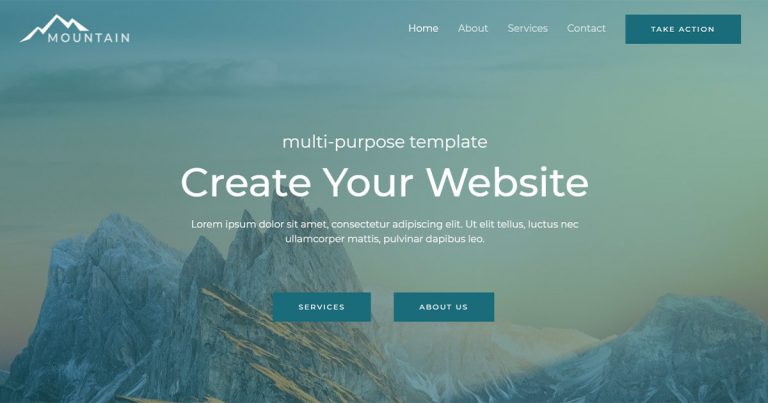 MOUNTAIN
Home
About
Services
Contact
TAKE ACTION
multi-purpose template
Create Your Website
Lorem ipsum dolor sit amet, consectetur adipiscing elit. Ut elit tellus, luctus nec
ullamcorper mattis, pulvinar dapibus leo.
SERVICES
ABOUT US